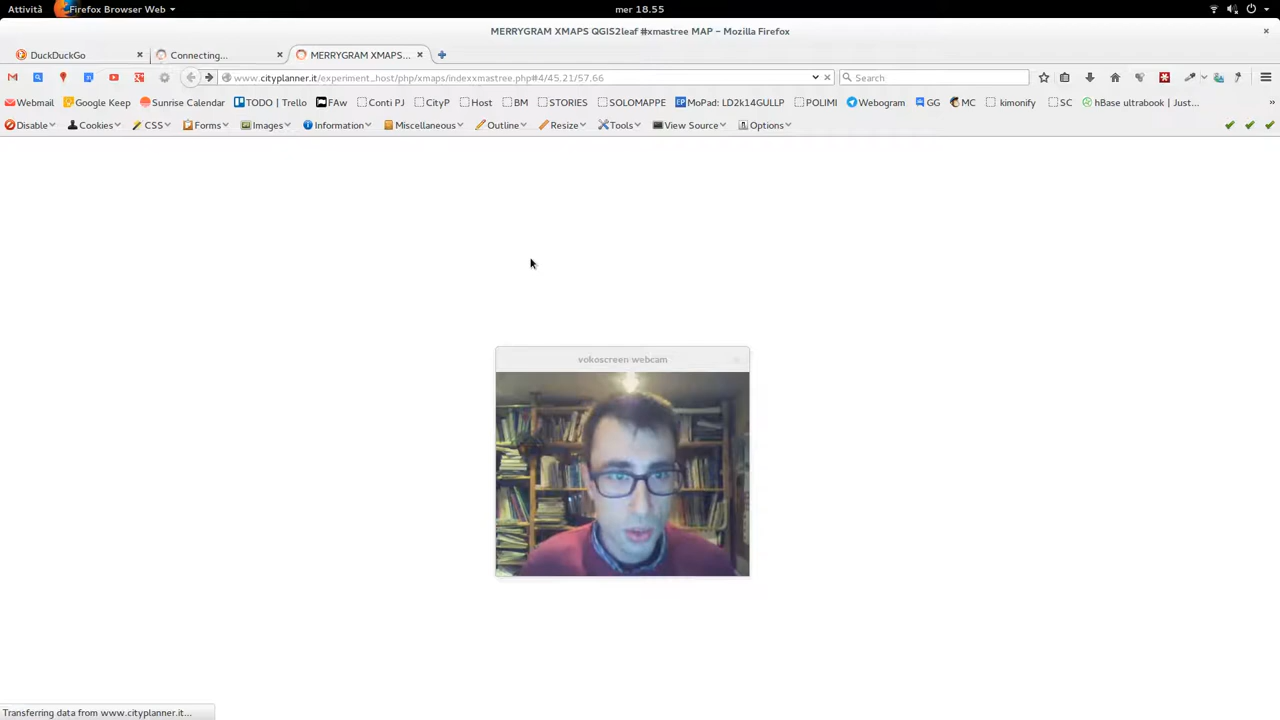 Attività Firefox Browser Web mer 18.55
MERRYGRAM XMAPS QGIS2leaf #xmastree MAP - Mozilla Firefox
DuckDuckGo Connecting... MERRYGRAM XMAPS...
www.cityplanner.it/experiment_host/php/xmaps/indexxmastree.php#4/45.21/57.66 Search
Webmail Google Keep Sunrise Calendar TODO | Trello FAw Conti PJ CityP Host BM STORIES SOLOMAPPE MoPad: LD2k14GULLP POLIMI Webogram GG MC kimonify SC hBase ultrabook | Just... »
Disable Cookies CSS Forms Images Information Miscellaneous Outline Resize Tools View Source Options
vokoscreen webcam
Transferring data from www.cityplanner.it...